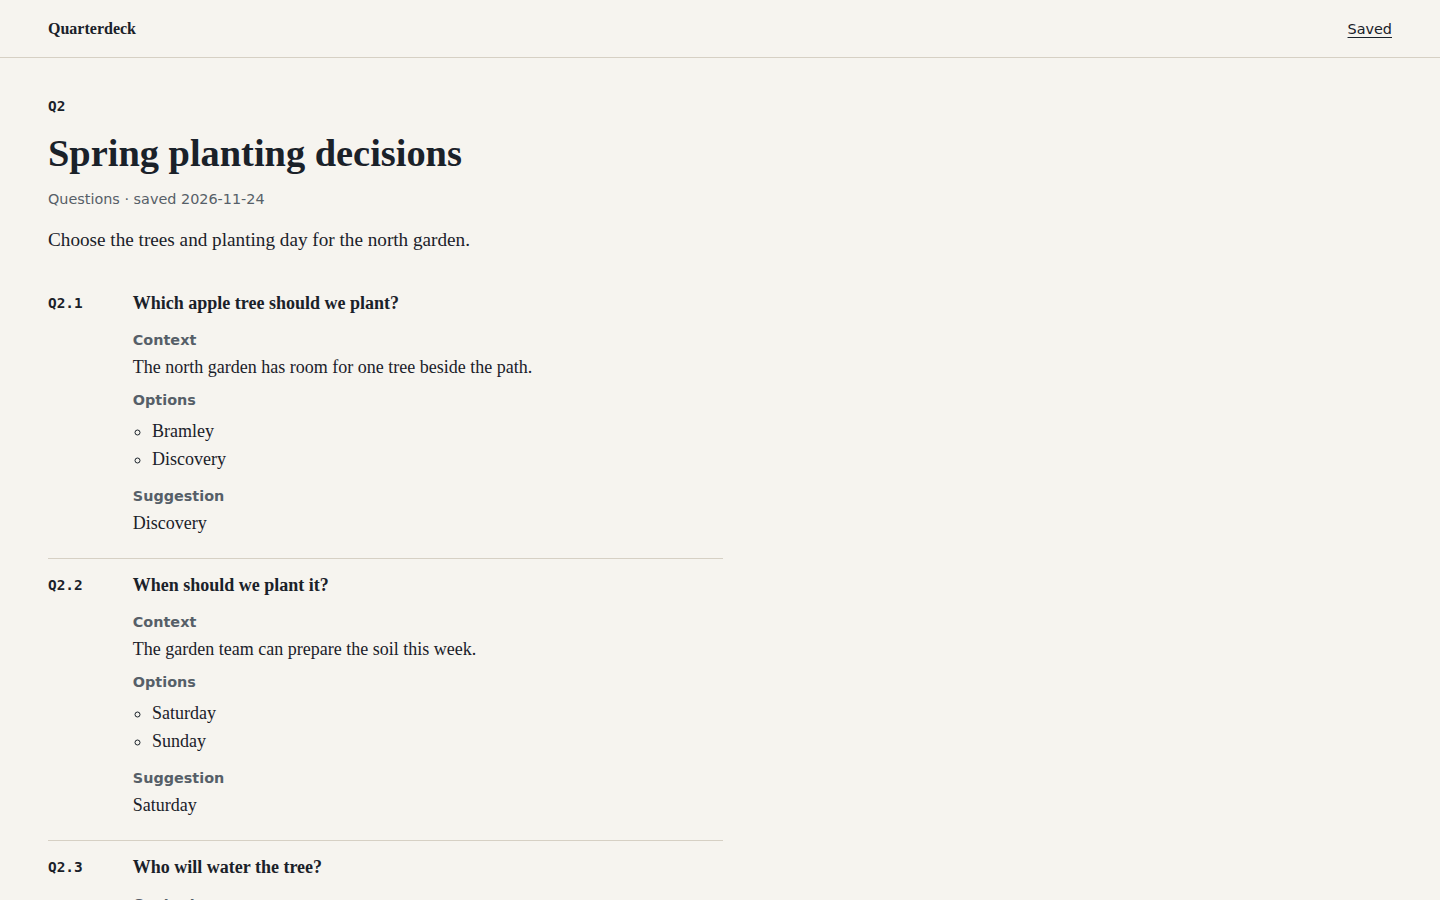 Quarterdeck
Saved
Q2
Spring planting decisions
Questions · saved 2026-11-24
Choose the trees and planting day for the north garden.
Q2.1 Which apple tree should we plant?
Context
The north garden has room for one tree beside the path.
Options
Bramley
Discovery
Suggestion
Discovery
Q2.2 When should we plant it?
Context
The garden team can prepare the soil this week.
Options
Saturday
Sunday
Suggestion
Saturday
Q2.3 Who will water the tree?